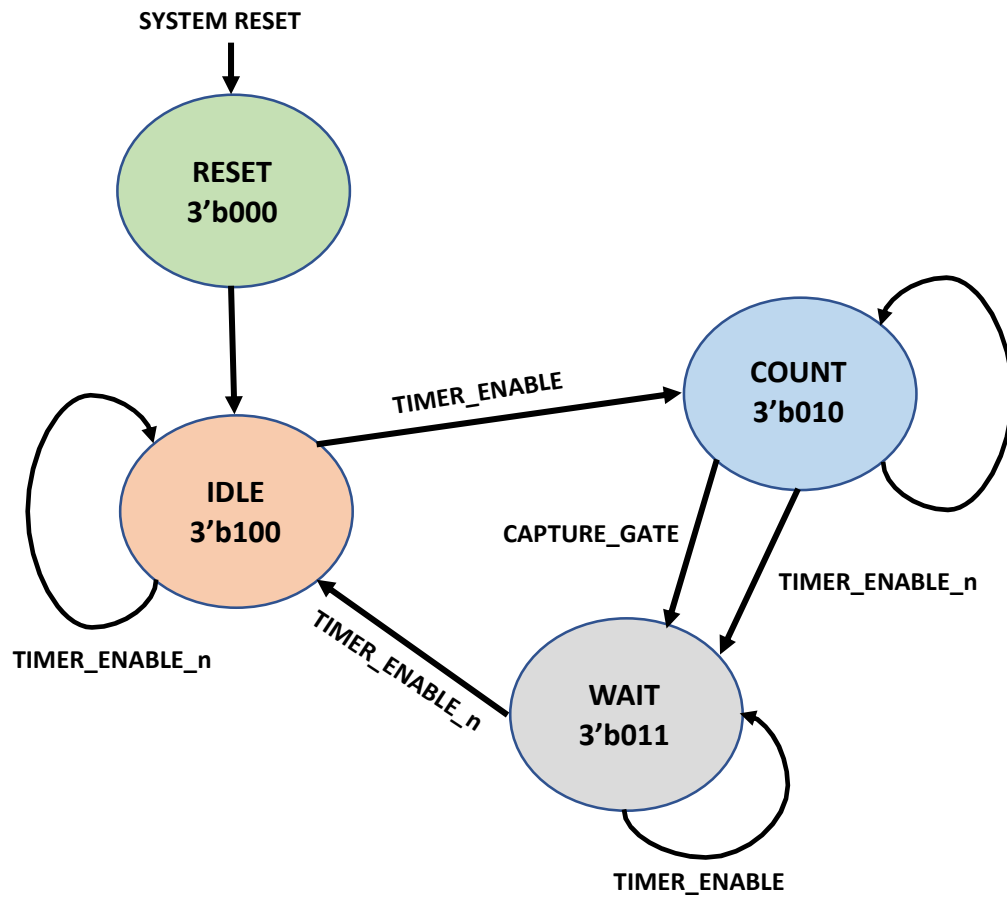 SYSTEM RESET
RESET
3'b000
TIMER_ENABLE
COUNT
3'b010
IDLE
3'b100
CAPTURE_GATE
TIMER_ENABLE_n
TIMER_ENABLE_n
TIMER_ENABLE_n
WAIT
3'b011
TIMER_ENABLE